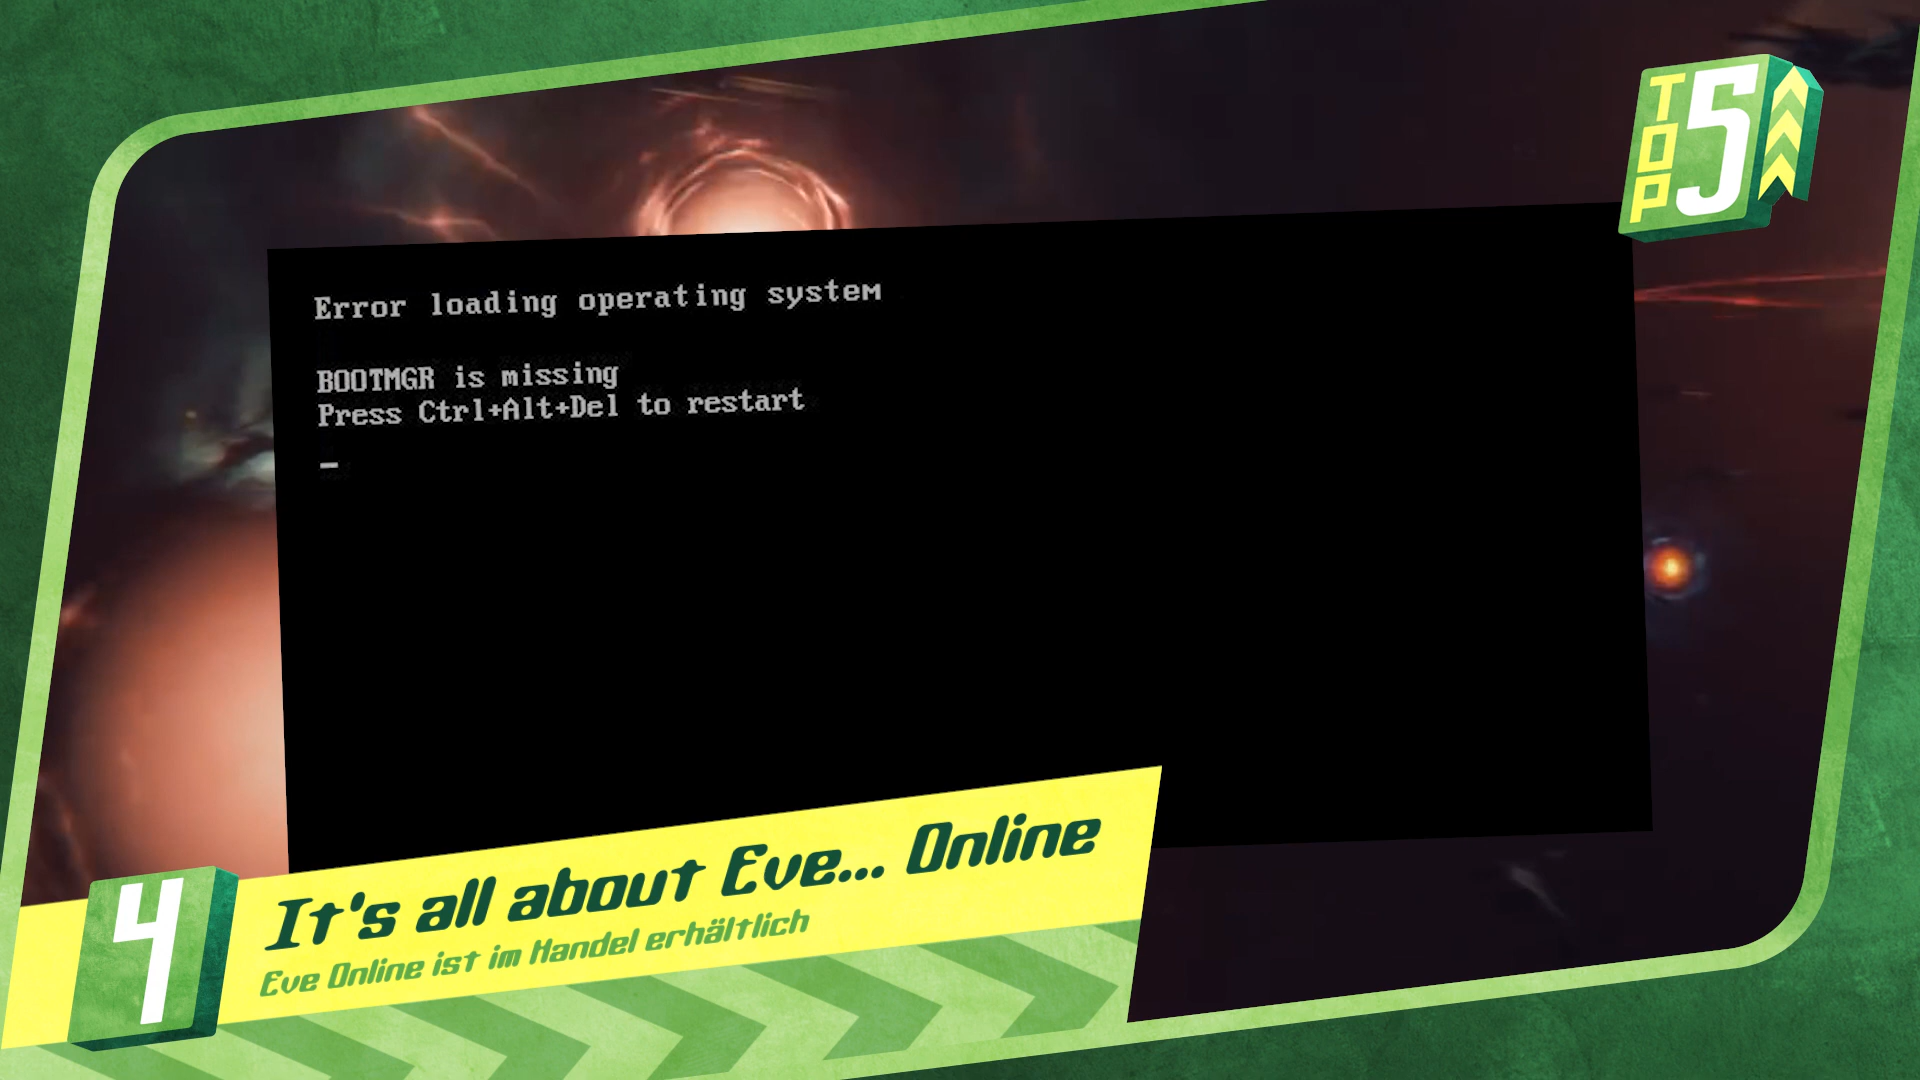 TOP
5
Error loading operating system
BOOTMGR is missing
Press Ctrl+Alt+Del to restart
_
4
It's all about Eve... Online
Eve Online ist im Handel erhältlich